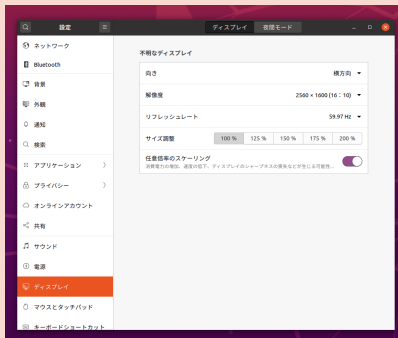 設定
ディスプレイ 夜間モード
ネットワーク
Bluetooth
背景
外観
通知
検索
アプリケーション
プライバシー
オンラインアカウント
共有
サウンド
電源
ディスプレイ
マウスとタッチパッド
キーボードショートカット
不明なディスプレイ
向き 横方向
解像度 2560 × 1600 (16 : 10)
リフレッシュレート 59.97 Hz
サイズ調整 100 % 125 % 150 % 175 % 200 %
任意倍率のスケーリング
消費電力の増加、速度の低下、ディスプレイのシャープネスの喪失などが生じる可能性...